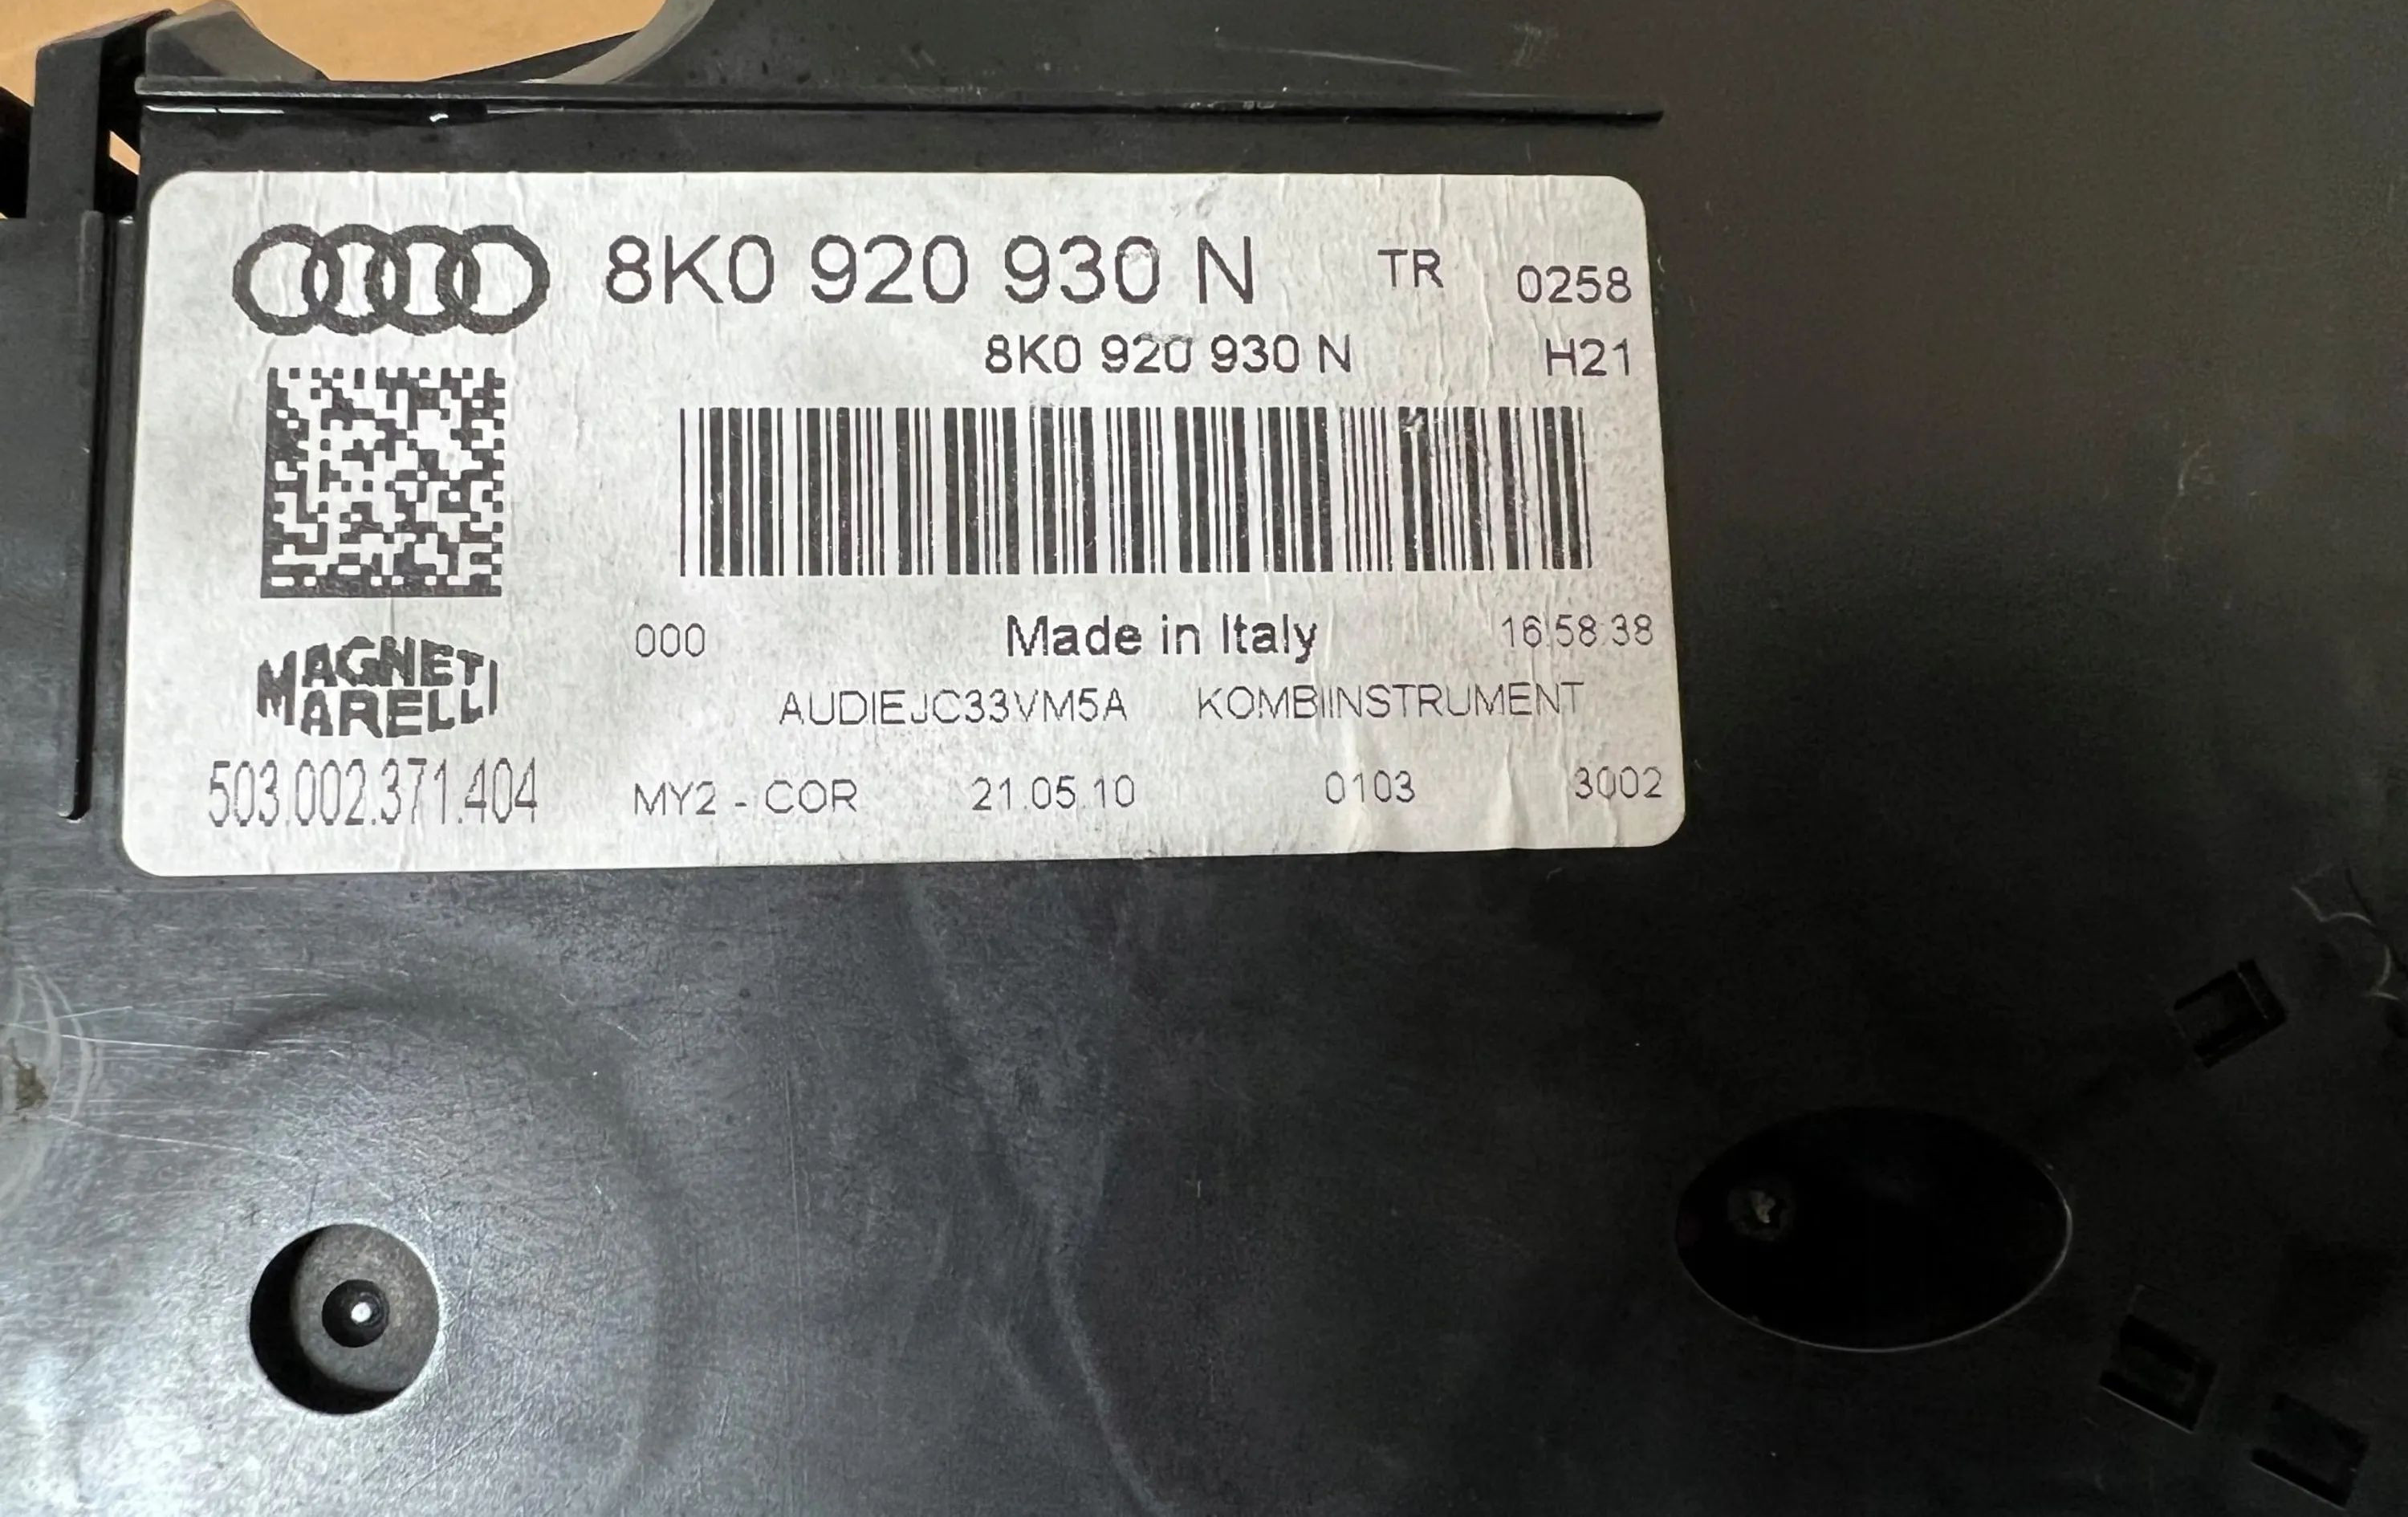 8K0 920 930 N TR 0258
8K0 920 930 N H21
000 Made in Italy 16:58:38
MAGNETI
MARELLI
AUDIEJC33VM5A KOMBIINSTRUMENT
503.002.371.404 MY2 - COR 21.05.10 0103 3002